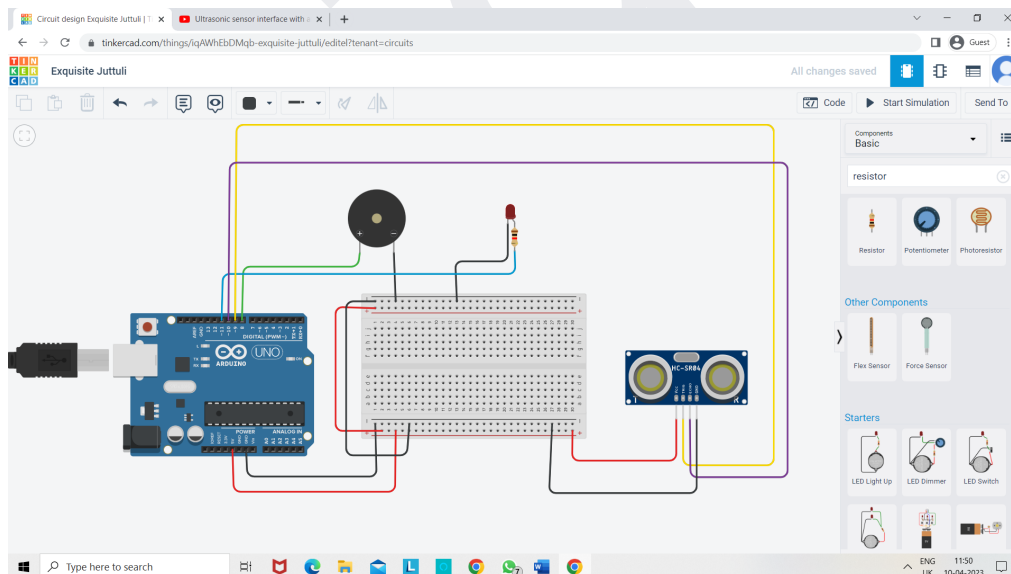 Circuit design Exquisite Juttuli | Ti
Ultrasonic sensor interface with a
tinkercad.com/things/iqAWhEbDMqb-exquisite-juttuli/editel?tenant=circuits
Guest
TIN
KER
CAD
Exquisite Juttuli
All changes saved
Code
Start Simulation
Send To
Components
Basic
resistor
Resistor
Potentiometer
Photoresistor
Other Components
Flex Sensor
Force Sensor
Starters
LED Light Up
LED Dimmer
LED Switch
DIGITAL (PWM~)
UNO
ARDUINO
POWER
ANALOG IN
HC-SR04
T
R
Type here to search
ENG
UK
11:50
10-04-2023